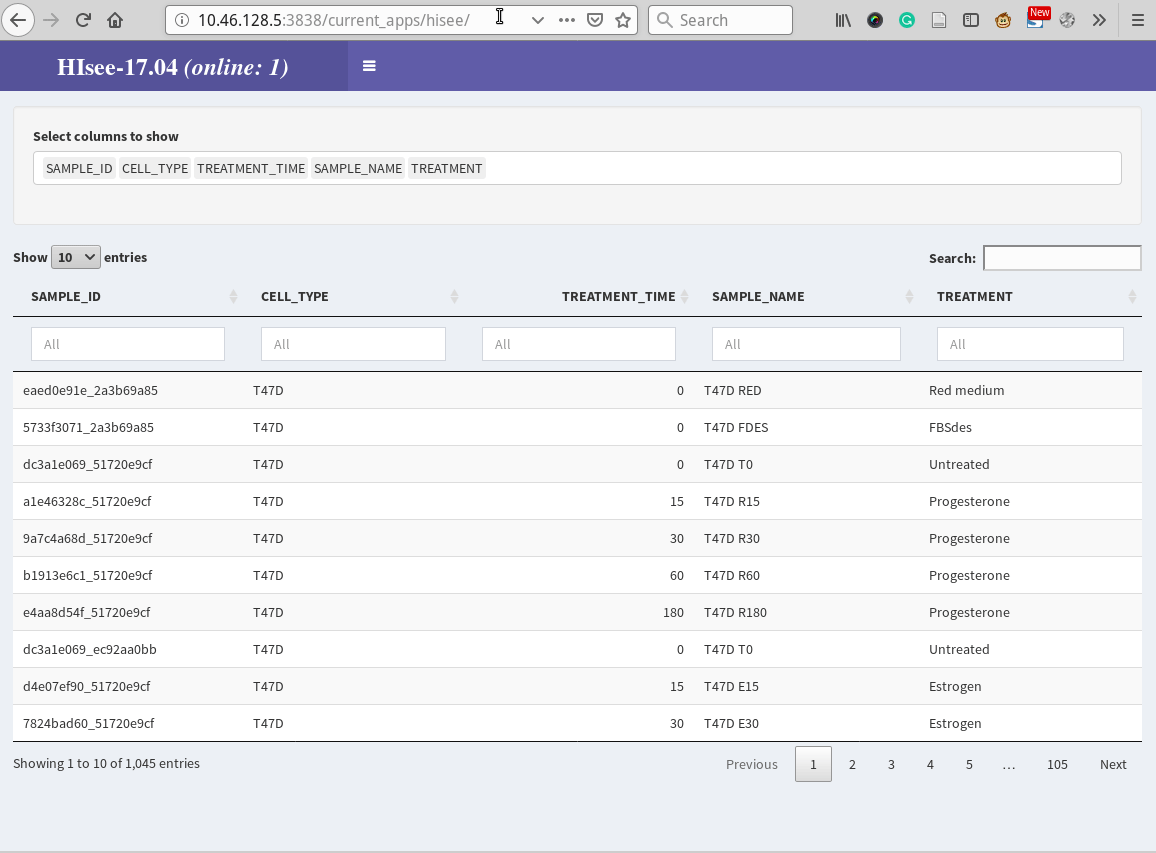 10.46.128.5:3838/current_apps/hisee/ Search New
HIsee-17.04 (online: 1)
Select columns to show
SAMPLE_ID CELL_TYPE TREATMENT_TIME SAMPLE_NAME TREATMENT
Show 10 entries Search:
SAMPLE_ID CELL_TYPE TREATMENT_TIME SAMPLE_NAME TREATMENT
All All All All All
eaed0e91e_2a3b69a85 T47D 0 T47D RED Red medium
5733f3071_2a3b69a85 T47D 0 T47D FDES FBSdes
dc3a1e069_51720e9cf T47D 0 T47D T0 Untreated
a1e46328c_51720e9cf T47D 15 T47D R15 Progesterone
9a7c4a68d_51720e9cf T47D 30 T47D R30 Progesterone
b1913e6c1_51720e9cf T47D 60 T47D R60 Progesterone
e4aa8d54f_51720e9cf T47D 180 T47D R180 Progesterone
dc3a1e069_ec92aa0bb T47D 0 T47D T0 Untreated
d4e07ef90_51720e9cf T47D 15 T47D E15 Estrogen
7824bad60_51720e9cf T47D 30 T47D E30 Estrogen
Showing 1 to 10 of 1,045 entries Previous 1 2 3 4 5 … 105 Next